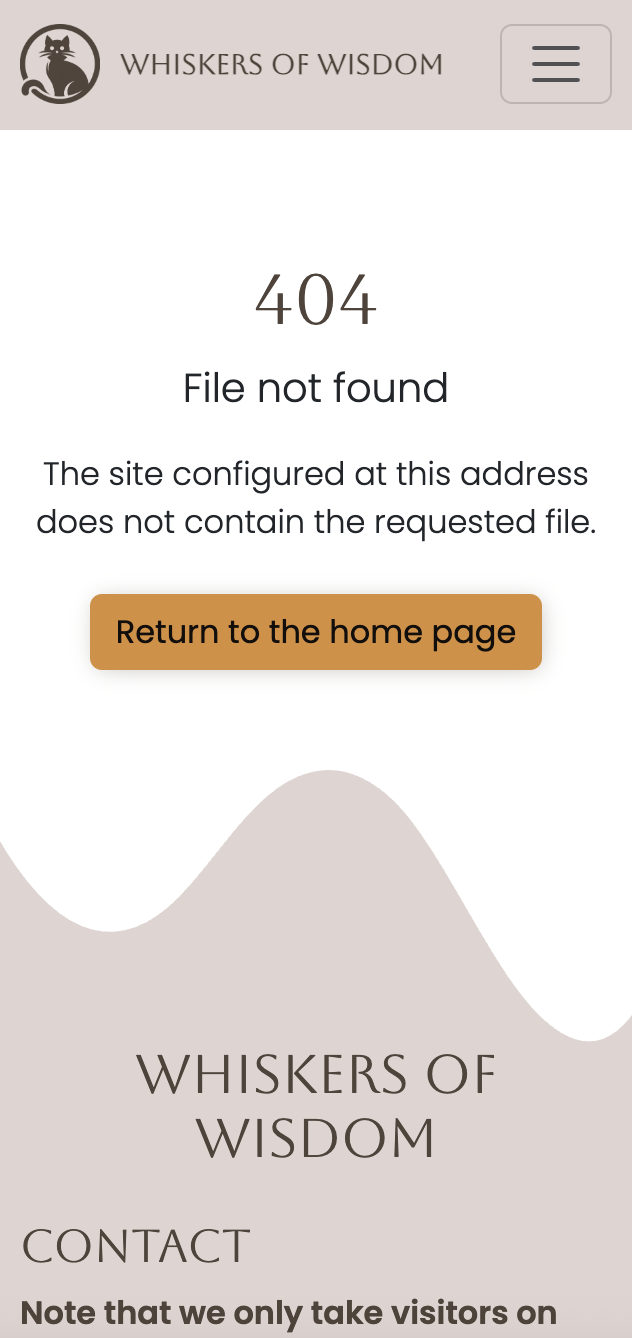 WHISKERS OF WISDOM
404
File not found
The site configured at this address
does not contain the requested file.
Return to the home page
WHISKERS OF
WISDOM
CONTACT
Note that we only take visitors on